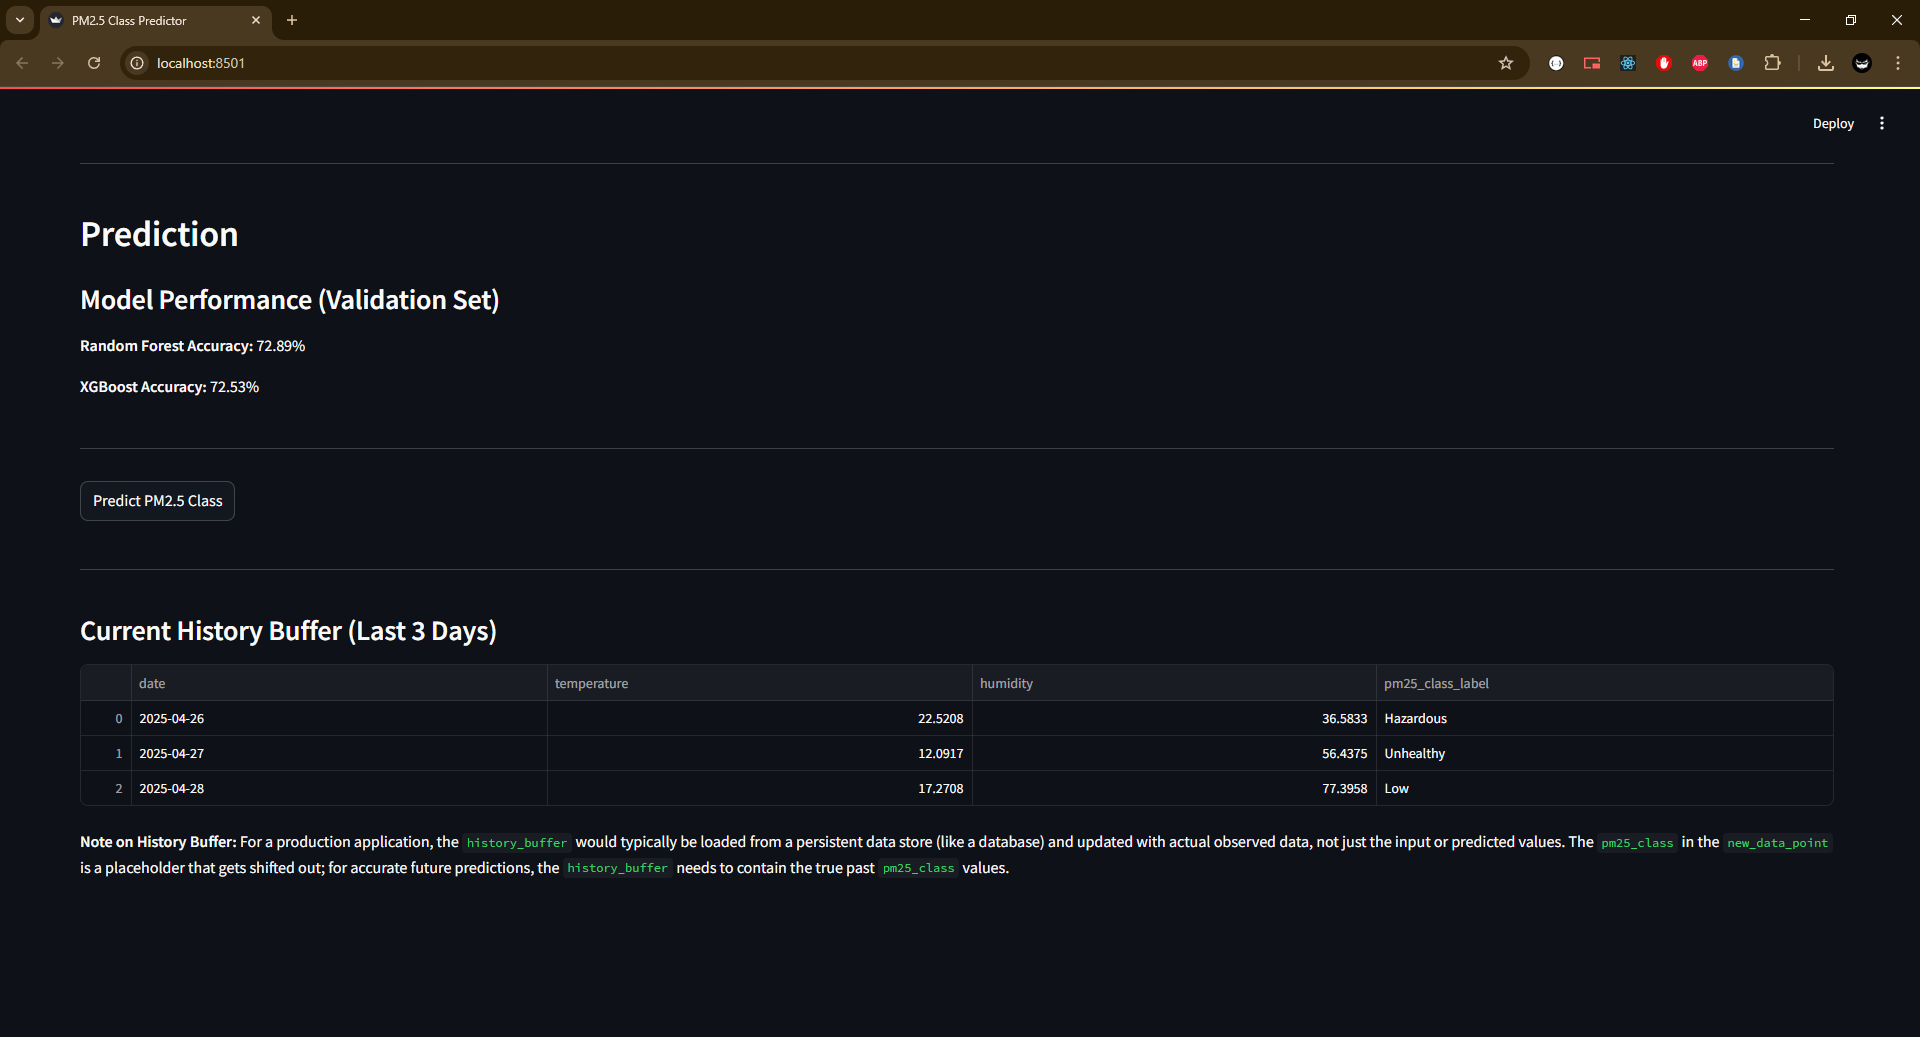 PM2.5 Class Predictor
localhost:8501
ABP
Deploy
Prediction
Model Performance (Validation Set)
Random Forest Accuracy: 72.89%
XGBoost Accuracy: 72.53%
Predict PM2.5 Class
Current History Buffer (Last 3 Days)
date temperature humidity pm25_class_label
0 2025-04-26 22.5208 36.5833 Hazardous
1 2025-04-27 12.0917 56.4375 Unhealthy
2 2025-04-28 17.2708 77.3958 Low
Note on History Buffer: For a production application, the history_buffer would typically be loaded from a persistent data store (like a database) and updated with actual observed data, not just the input or predicted values. The pm25_class in the new_data_point
is a placeholder that gets shifted out; for accurate future predictions, the history_buffer needs to contain the true past pm25_class values.